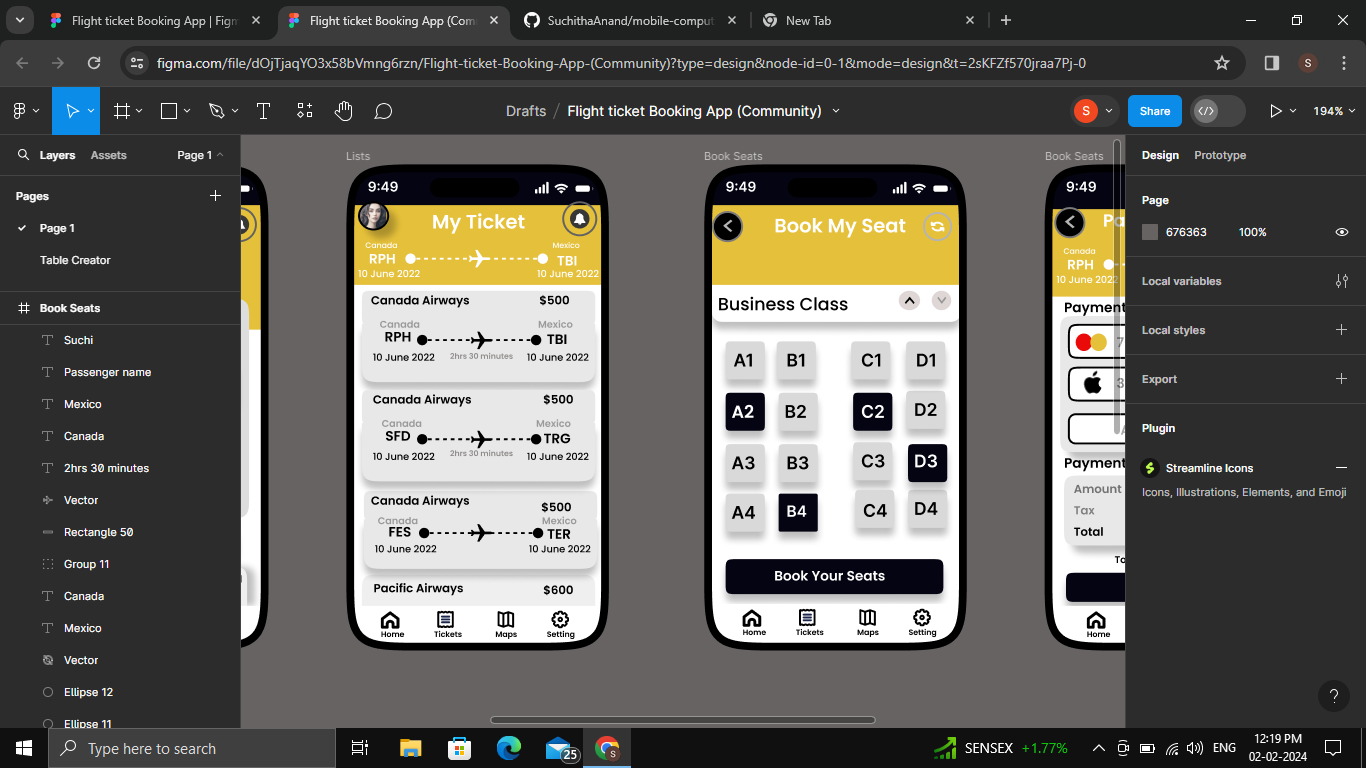 Flight ticket Booking App | Figm
Flight ticket Booking App (Com
SuchithaAnand/mobile-comput
New Tab
figma.com/file/dOjTjaqYO3x58bVmng6rzn/Flight-ticket-Booking-App-(Community)?type=design&node-id=0-1&mode=design&t=2sKFZf570jraa7Pj-0
S
Drafts / Flight ticket Booking App (Community)
S
Share
194%
Layers
Assets
Page 1
Pages
Page 1
Table Creator
Book Seats
Suchi
Passenger name
Mexico
Canada
2hrs 30 minutes
Vector
Rectangle 50
Group 11
Canada
Mexico
Vector
Ellipse 12
Ellipse 11
Lists
9:49
My Ticket
Canada
Mexico
RPH
TBI
10 June 2022
10 June 2022
Canada Airways
$500
Canada
Mexico
RPH
TBI
10 June 2022
2hrs 30 minutes
10 June 2022
Canada Airways
$500
Canada
Mexico
SFD
TRG
10 June 2022
2hrs 30 minutes
10 June 2022
Canada Airways
$500
Canada
Mexico
FES
TER
10 June 2022
10 June 2022
Pacific Airways
$600
Home
Tickets
Maps
Setting
Book Seats
9:49
Book My Seat
Business Class
A1 B1 C1 D1
A2 B2 C2 D2
A3 B3 C3 D3
A4 B4 C4 D4
Book Your Seats
Home
Tickets
Maps
Setting
Book Seats
9:49
Pa
Canada
RPH
10 June 2022
Payment
Payment
Amount
Tax
Total
To
Home
Design
Prototype
Page
676363
100%
Local variables
Local styles
Export
Plugin
Streamline Icons
Icons, Illustrations, Elements, and Emoji
?
Type here to search
25
S
SENSEX +1.77%
ENG
12:19 PM
02-02-2024